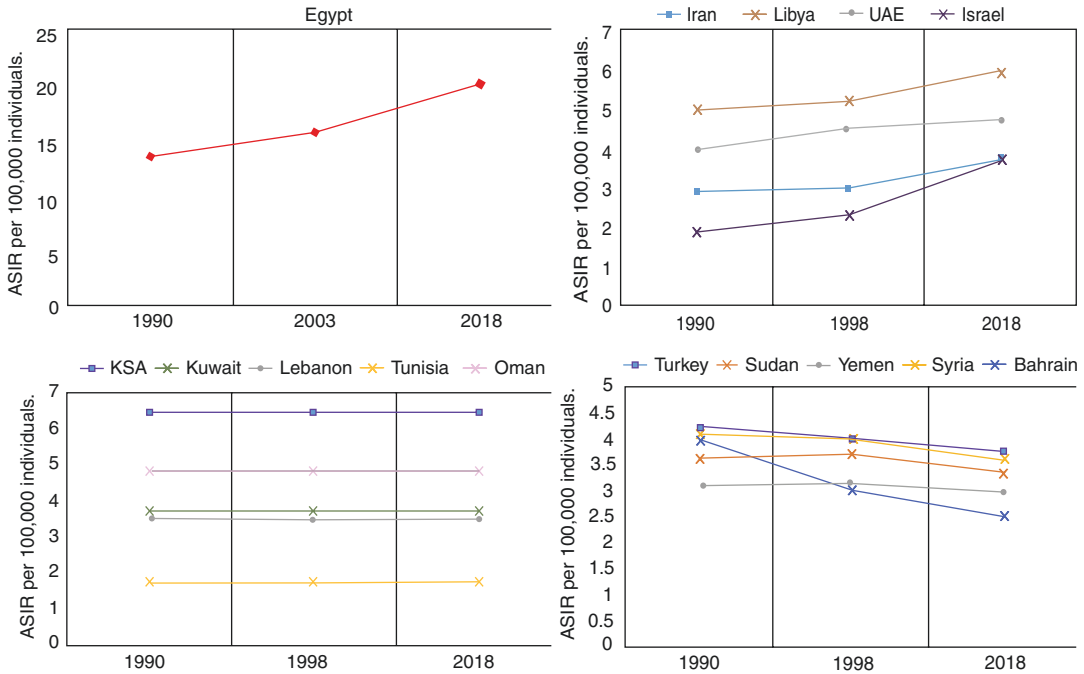 Egypt
ASIR per 100,000 individuals.
25
20
15
10
5
0
1990 2003 2018
Iran Libya UAE Israel
ASIR per 100,000 individuals.
7
6
5
4
3
2
1
0
1990 1998 2018
KSA Kuwait Lebanon Tunisia Oman
ASIR per 100,000 individuals.
7
6
5
4
3
2
1
0
1990 1998 2018
Turkey Sudan Yemen Syria Bahrain
ASIR per 100,000 individuals.
5
4.5
4
3.5
3
2.5
2
1.5
1
0.5
0
1990 1998 2018